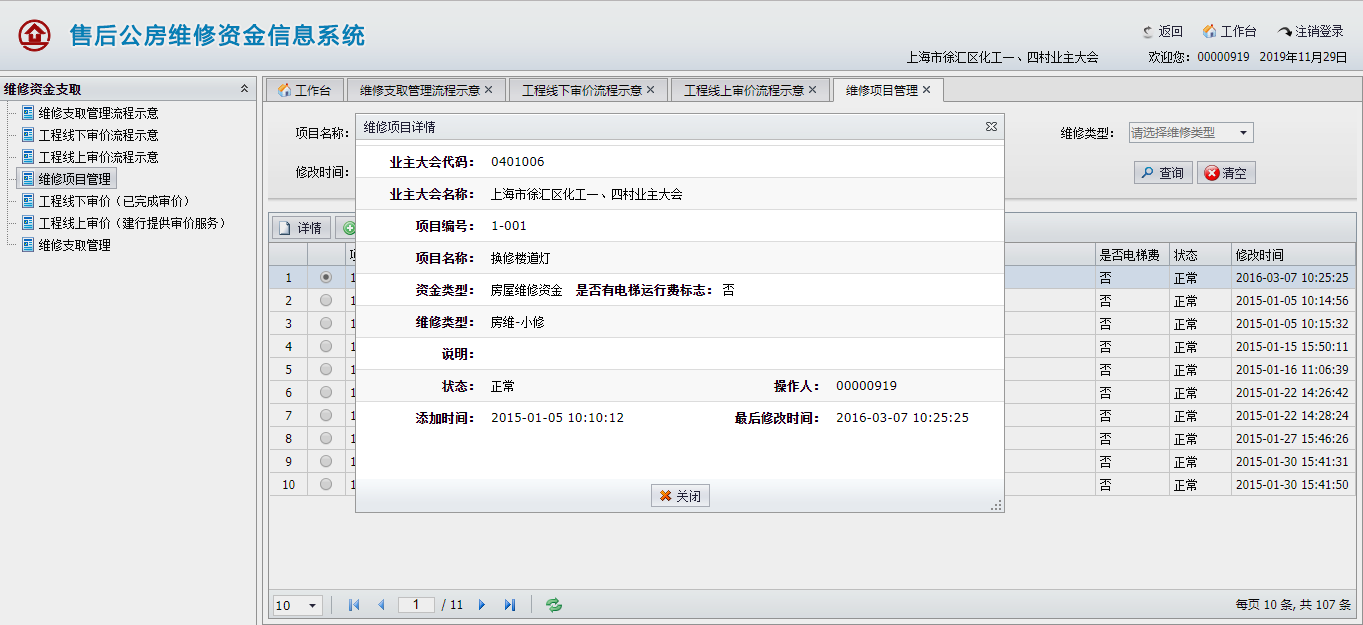 售后公房维修资金信息系统
返回 工作台 注销登录
上海市徐汇区化工一、四村业主大会 欢迎您: 00000919 2019年11月29日
维修资金支取
维修支取管理流程示意
工程线下审价流程示意
工程线上审价流程示意
维修项目管理
工程线下审价（已完成审价）
工程线上审价（建行提供审价服务）
维修支取管理
工作台 维修支取管理流程示意 工程线下审价流程示意 工程线上审价流程示意 维修项目管理
项目名称: 维修类型: 请选择维修类型
修改时间: 查询 清空
详情
是否电梯费 状态 修改时间
1 1 否 正常 2016-03-07 10:25:25
2 1 否 正常 2015-01-05 10:14:56
3 1 否 正常 2015-01-05 10:15:32
4 1 否 正常 2015-01-15 15:50:11
5 1 否 正常 2015-01-16 11:06:39
6 1 否 正常 2015-01-22 14:26:42
7 1 否 正常 2015-01-22 14:28:24
8 1 否 正常 2015-01-27 15:46:26
9 1 否 正常 2015-01-30 15:41:31
10 1 否 正常 2015-01-30 15:41:50
维修项目详情
业主大会代码: 0401006
业主大会名称: 上海市徐汇区化工一、四村业主大会
项目编号: 1-001
项目名称: 换修楼道灯
资金类型: 房屋维修资金 是否有电梯运行费标志: 否
维修类型: 房维-小修
说明:
状态: 正常 操作人: 00000919
添加时间: 2015-01-05 10:10:12 最后修改时间: 2016-03-07 10:25:25
关闭
10 1 / 11 每页 10 条, 共 107 条